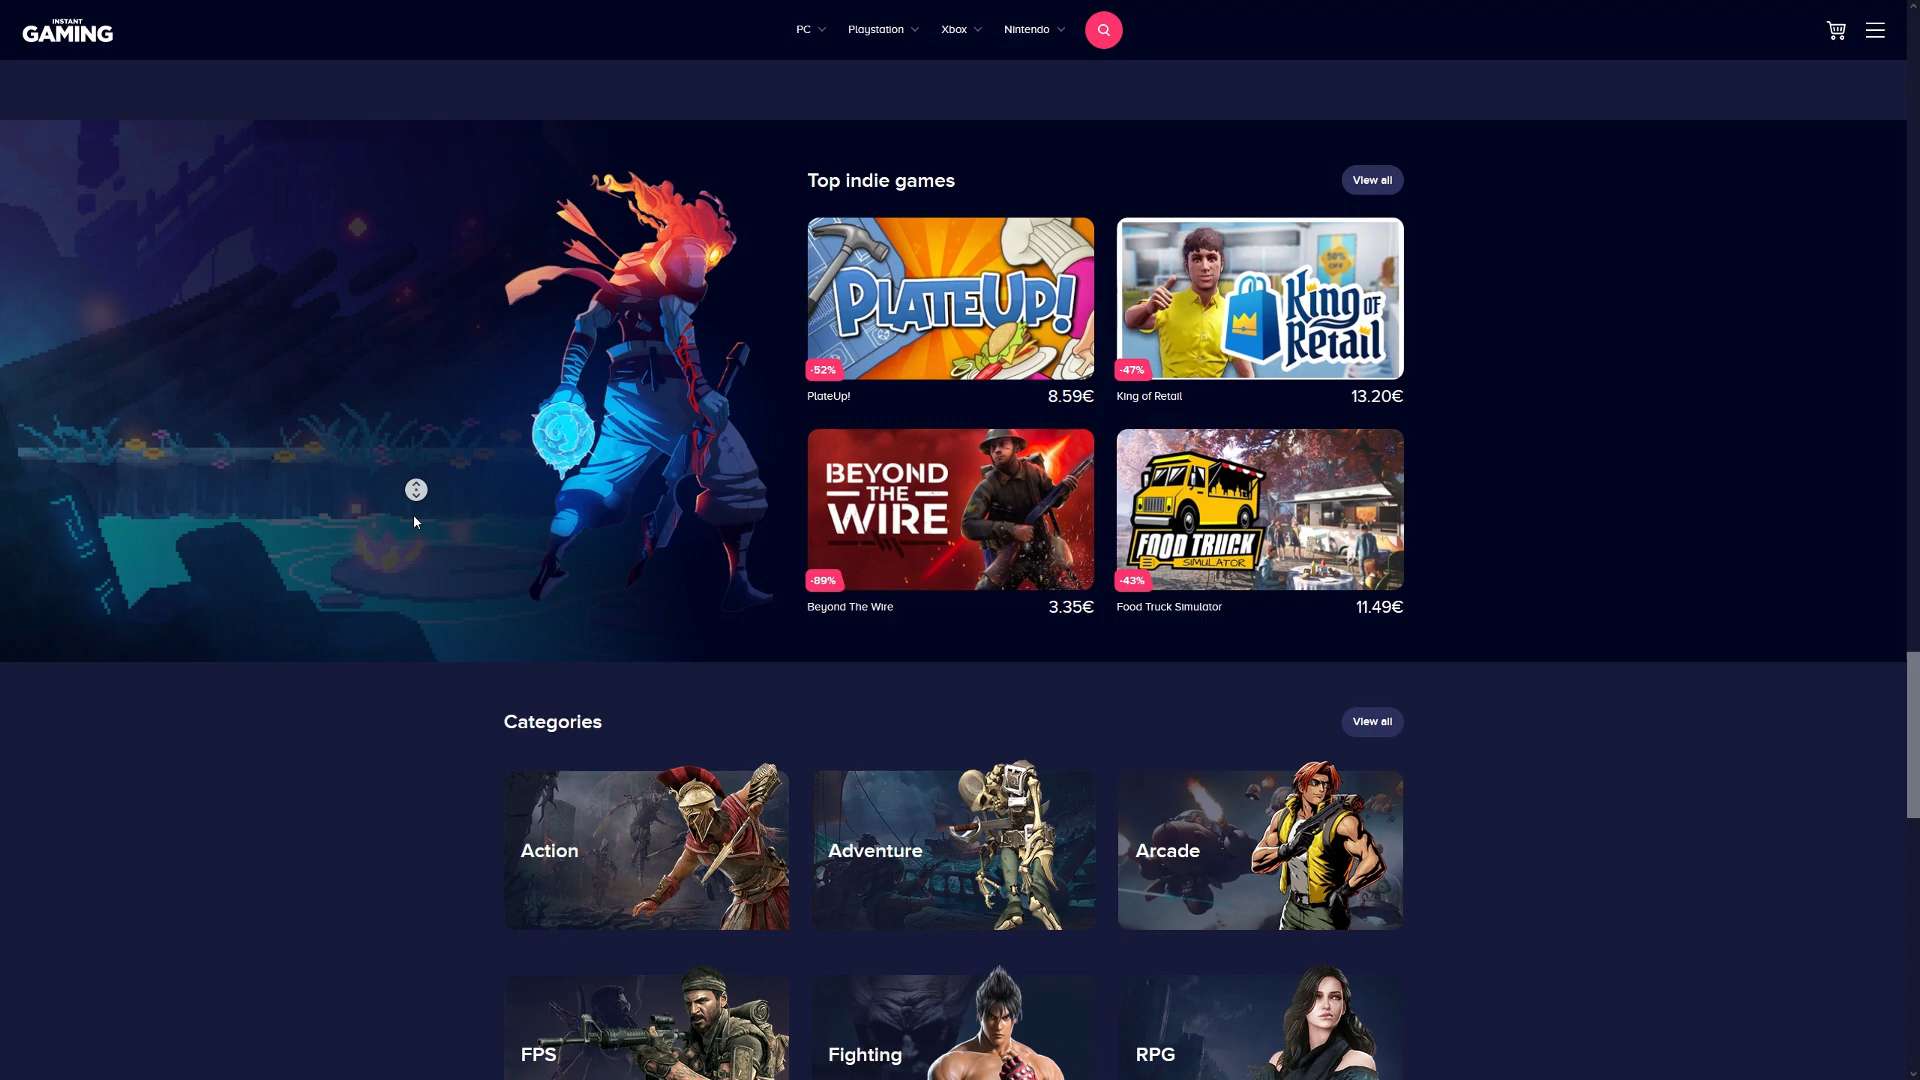 INSTANT
GAMING
PC
Playstation
Xbox
Nintendo
Top indie games
View all
PLATEUP!
-52%
PlateUp!
8.59€
50%
OFF
King of
Retail
-47%
King of Retail
13.20€
BEYOND
THE
WIRE
-89%
Beyond The Wire
3.35€
FOOD TRUCK
SIMULATOR
-43%
Food Truck Simulator
11.49€
Categories
View all
Action
Adventure
Arcade
FPS
Fighting
RPG